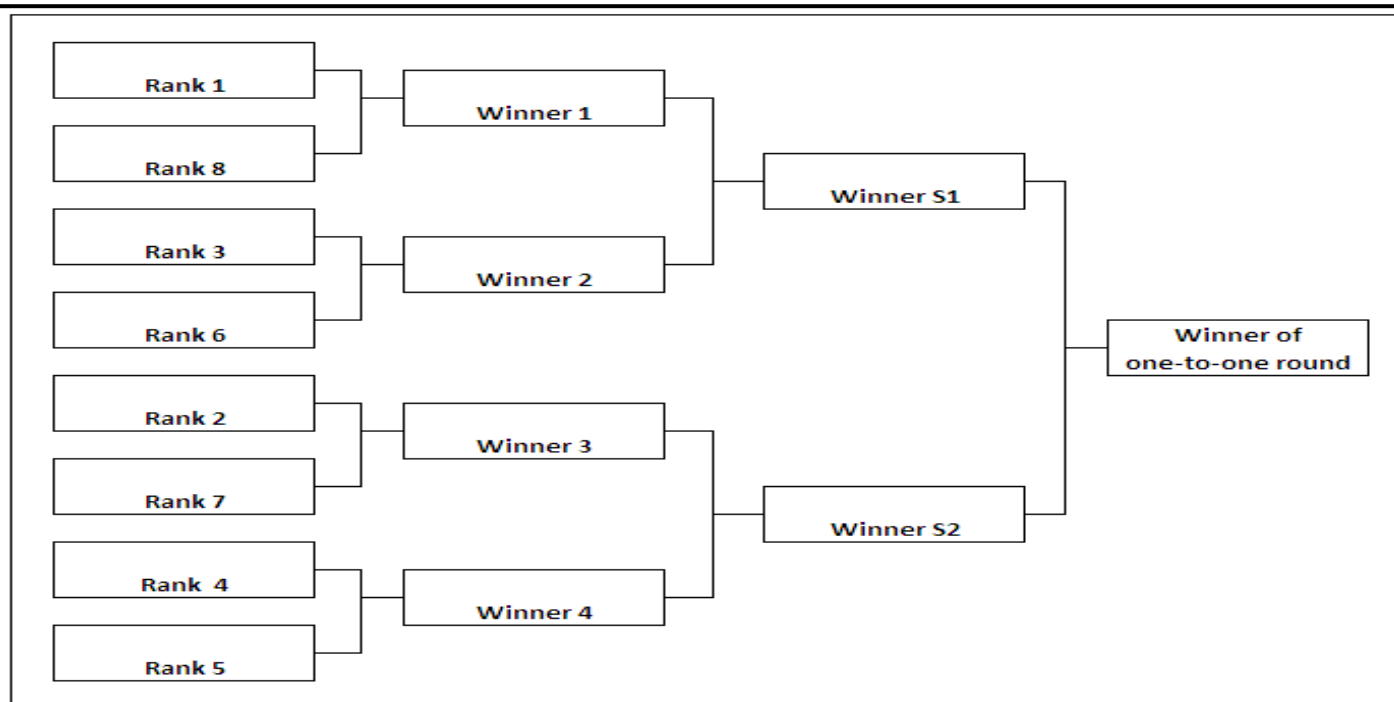 Rank 1
Rank 8
Rank 3
Rank 6
Rank 2
Rank 7
Rank 4
Rank 5
Winner 1
Winner 2
Winner 3
Winner 4
Winner S1
Winner S2
Winner of
one-to-one round